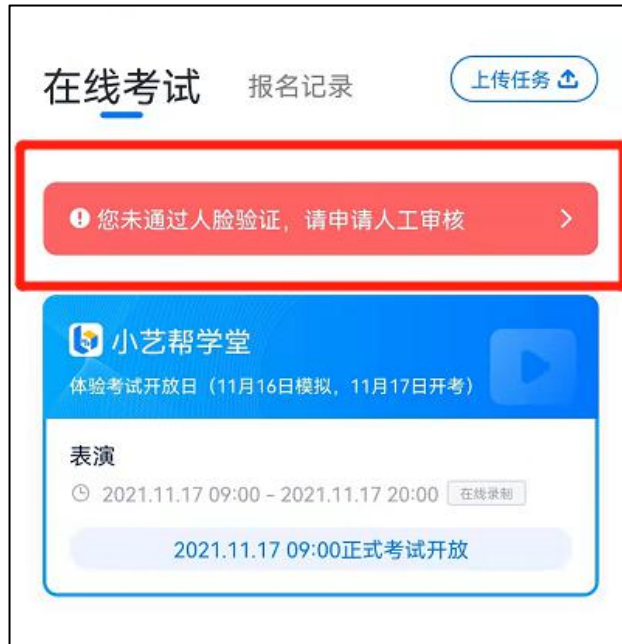 在线考试 报名记录 上传任务
您未通过人脸验证，请申请人工审核
小艺帮学堂
体验考试开放日（11月16日模拟，11月17日开考）
表演
2021.11.17 09:00 - 2021.11.17 20:00 在线录制
2021.11.17 09:00正式考试开放